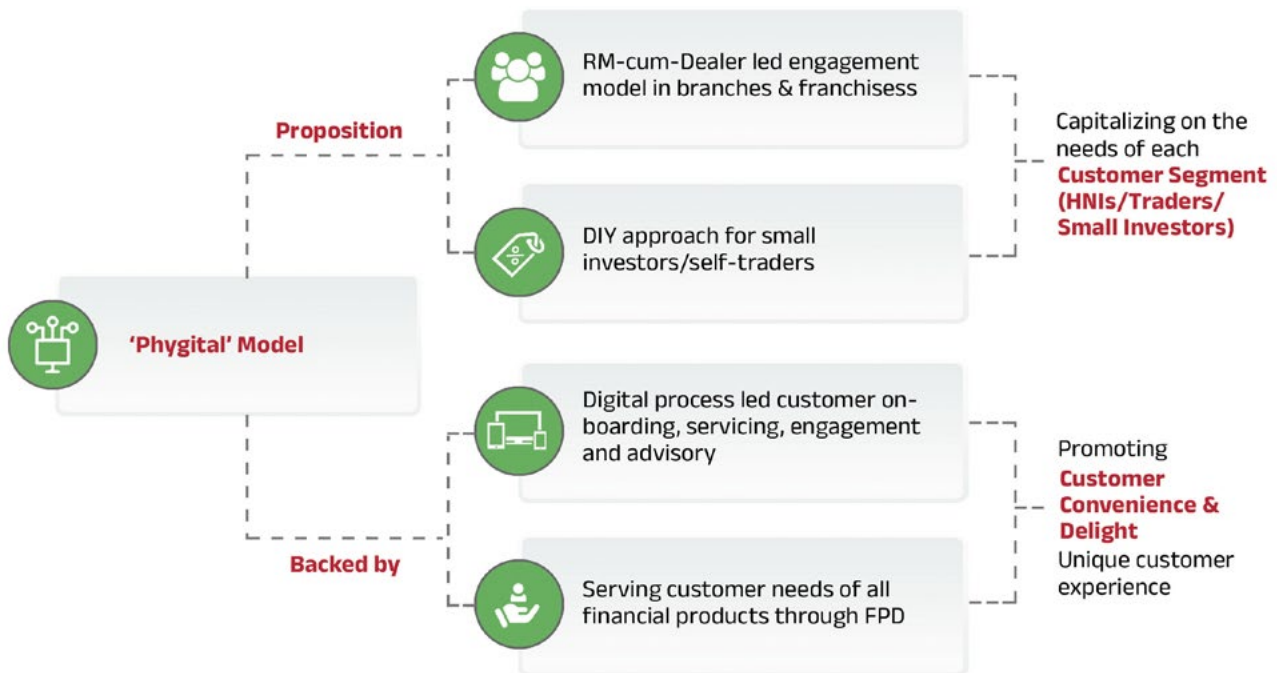 RM-cum-Dealer led engagement
model in branches & franchisess
Proposition
DIY approach for small
investors/self-traders
Capitalizing on the
needs of each
Customer Segment
(HNIs/Traders/
Small Investors)
‘Phygital’ Model
Digital process led customer on-
boarding, servicing, engagement
and advisory
Backed by
Serving customer needs of all
financial products through FPD
Promoting
Customer
Convenience &
Delight
Unique customer
experience